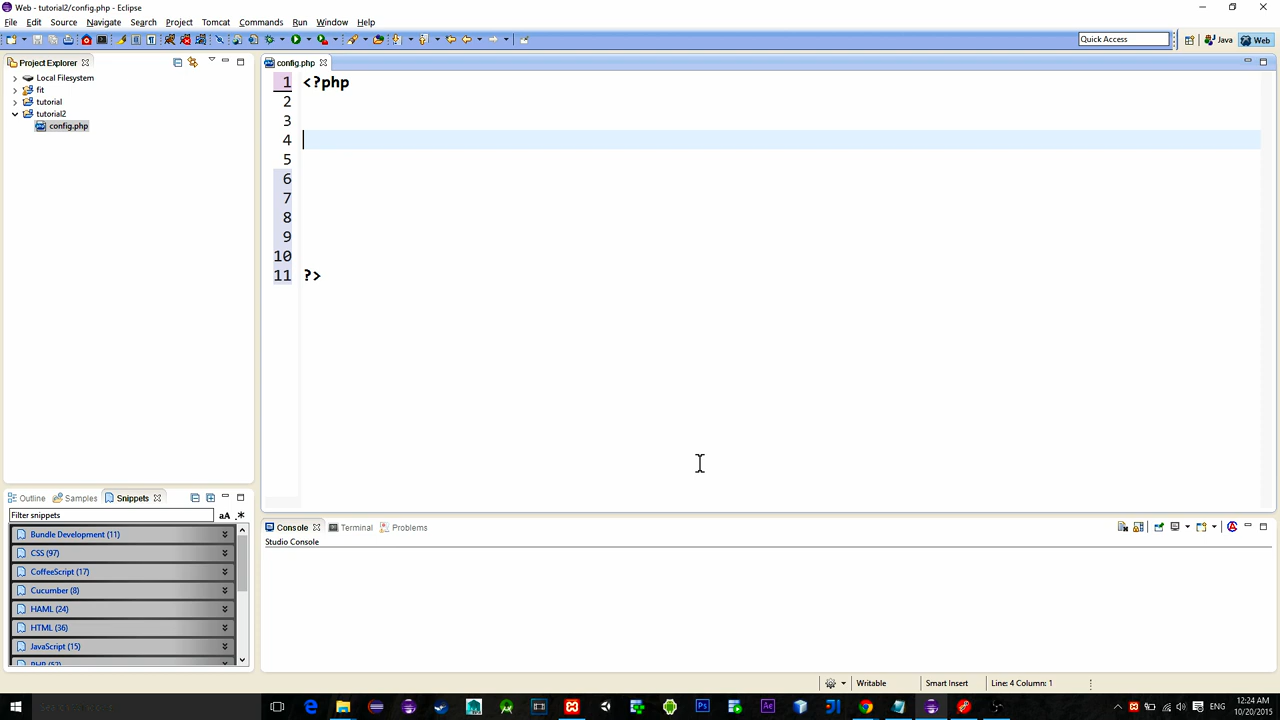 Web - tutorial2/config.php - Eclipse
File Edit Source Navigate Search Project Tomcat Commands Run Window Help
Quick Access
Java
Web
Project Explorer
Local Filesystem
fit
tutorial
tutorial2
config.php
config.php
1 <?php
2
3
4
5
6
7
8
9
10
11 ?>
Outline Samples Snippets
Filter snippets
aA .*
Bundle Development (11)
CSS (97)
CoffeeScript (17)
Cucumber (8)
HAML (24)
HTML (36)
JavaScript (15)
PHP (52)
Console Terminal Problems
Studio Console
Writable Smart Insert Line: 4 Column: 1
Ps
Ae
ENG
12:24 AM
10/20/2015